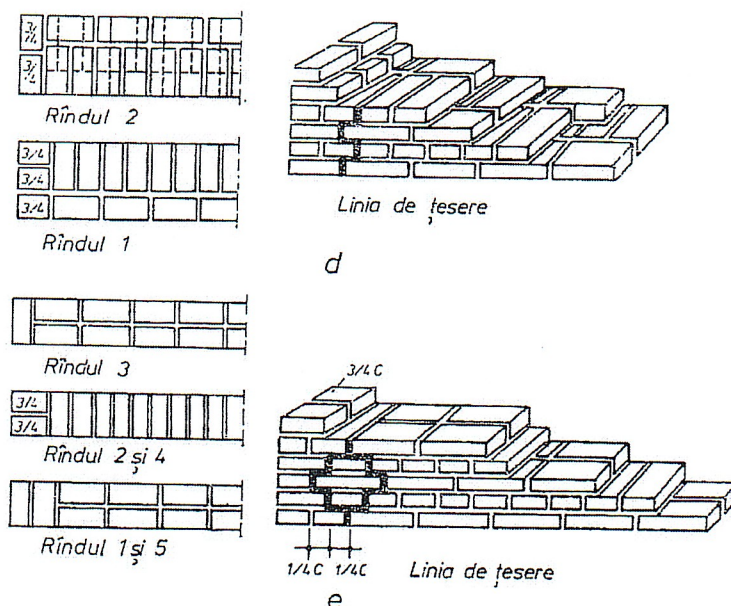 3/4
3/4
Rîndul 2
3/4
3/4
3/4
Rîndul 1
Linia de țesere
d
Rîndul 3
3/4
3/4
Rîndul 2 și 4
Rîndul 1 și 5
3/4 C
1/4 C 1/4 C
Linia de țesere
e